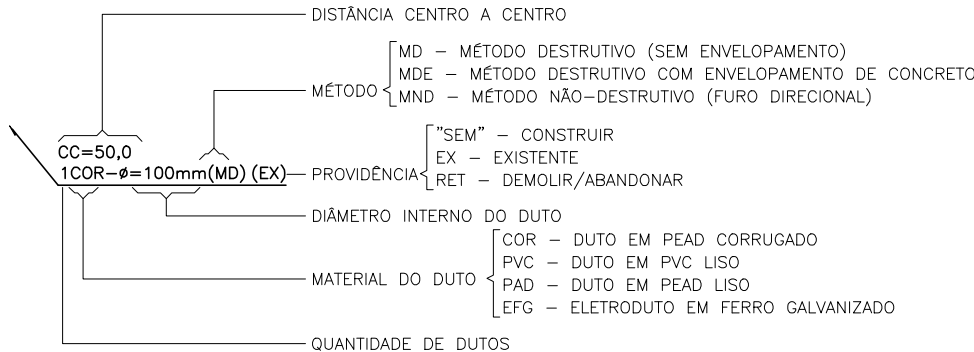 DISTÂNCIA CENTRO A CENTRO
MD – MÉTODO DESTRUTIVO (SEM ENVELOPAMENTO)
MDE – MÉTODO DESTRUTIVO COM ENVELOPAMENTO DE CONCRETO
MÉTODO
MND – MÉTODO NÃO–DESTRUTIVO (FURO DIRECIONAL)
CC=50,0
1COR–ø=100mm(MD) (EX)
"SEM" – CONSTRUIR
EX – EXISTENTE
PROVIDÊNCIA
RET – DEMOLIR/ABANDONAR
DIÂMETRO INTERNO DO DUTO
COR – DUTO EM PEAD CORRUGADO
PVC – DUTO EM PVC LISO
MATERIAL DO DUTO
PAD – DUTO EM PEAD LISO
EFG – ELETRODUTO EM FERRO GALVANIZADO
QUANTIDADE DE DUTOS